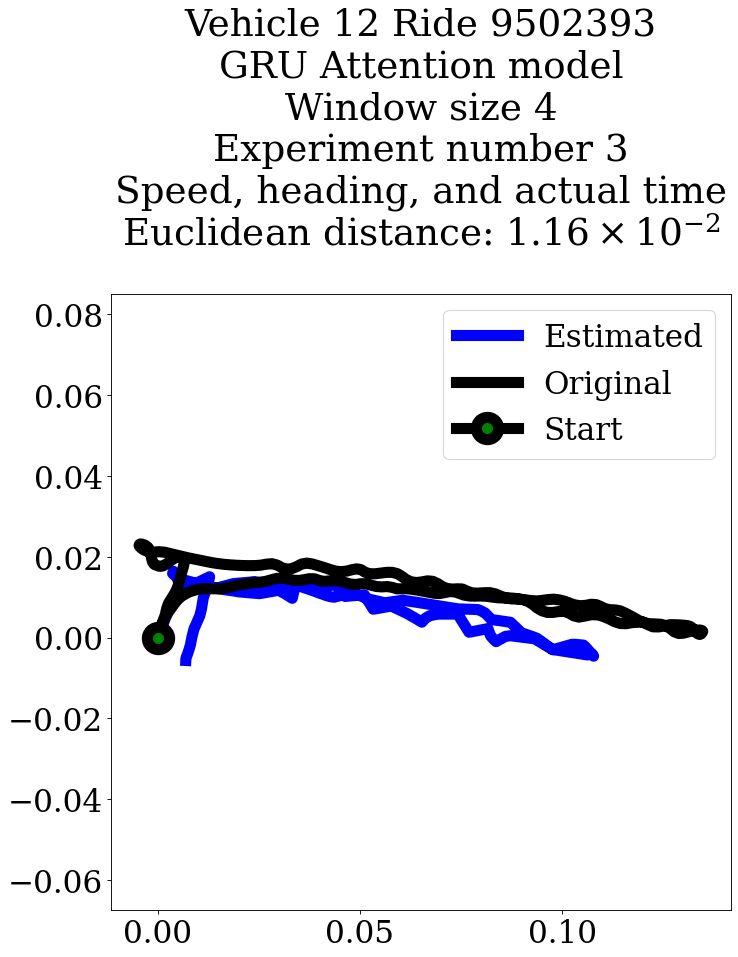 Vehicle 12 Ride 9502393
GRU Attention model
Window size 4
Experiment number 3
Speed, heading, and actual time
Euclidean distance: 1.16 × 10⁻²
Estimated
Original
Start
0.08
0.06
0.04
0.02
0.00
−0.02
−0.04
−0.06
0.00 0.05 0.10